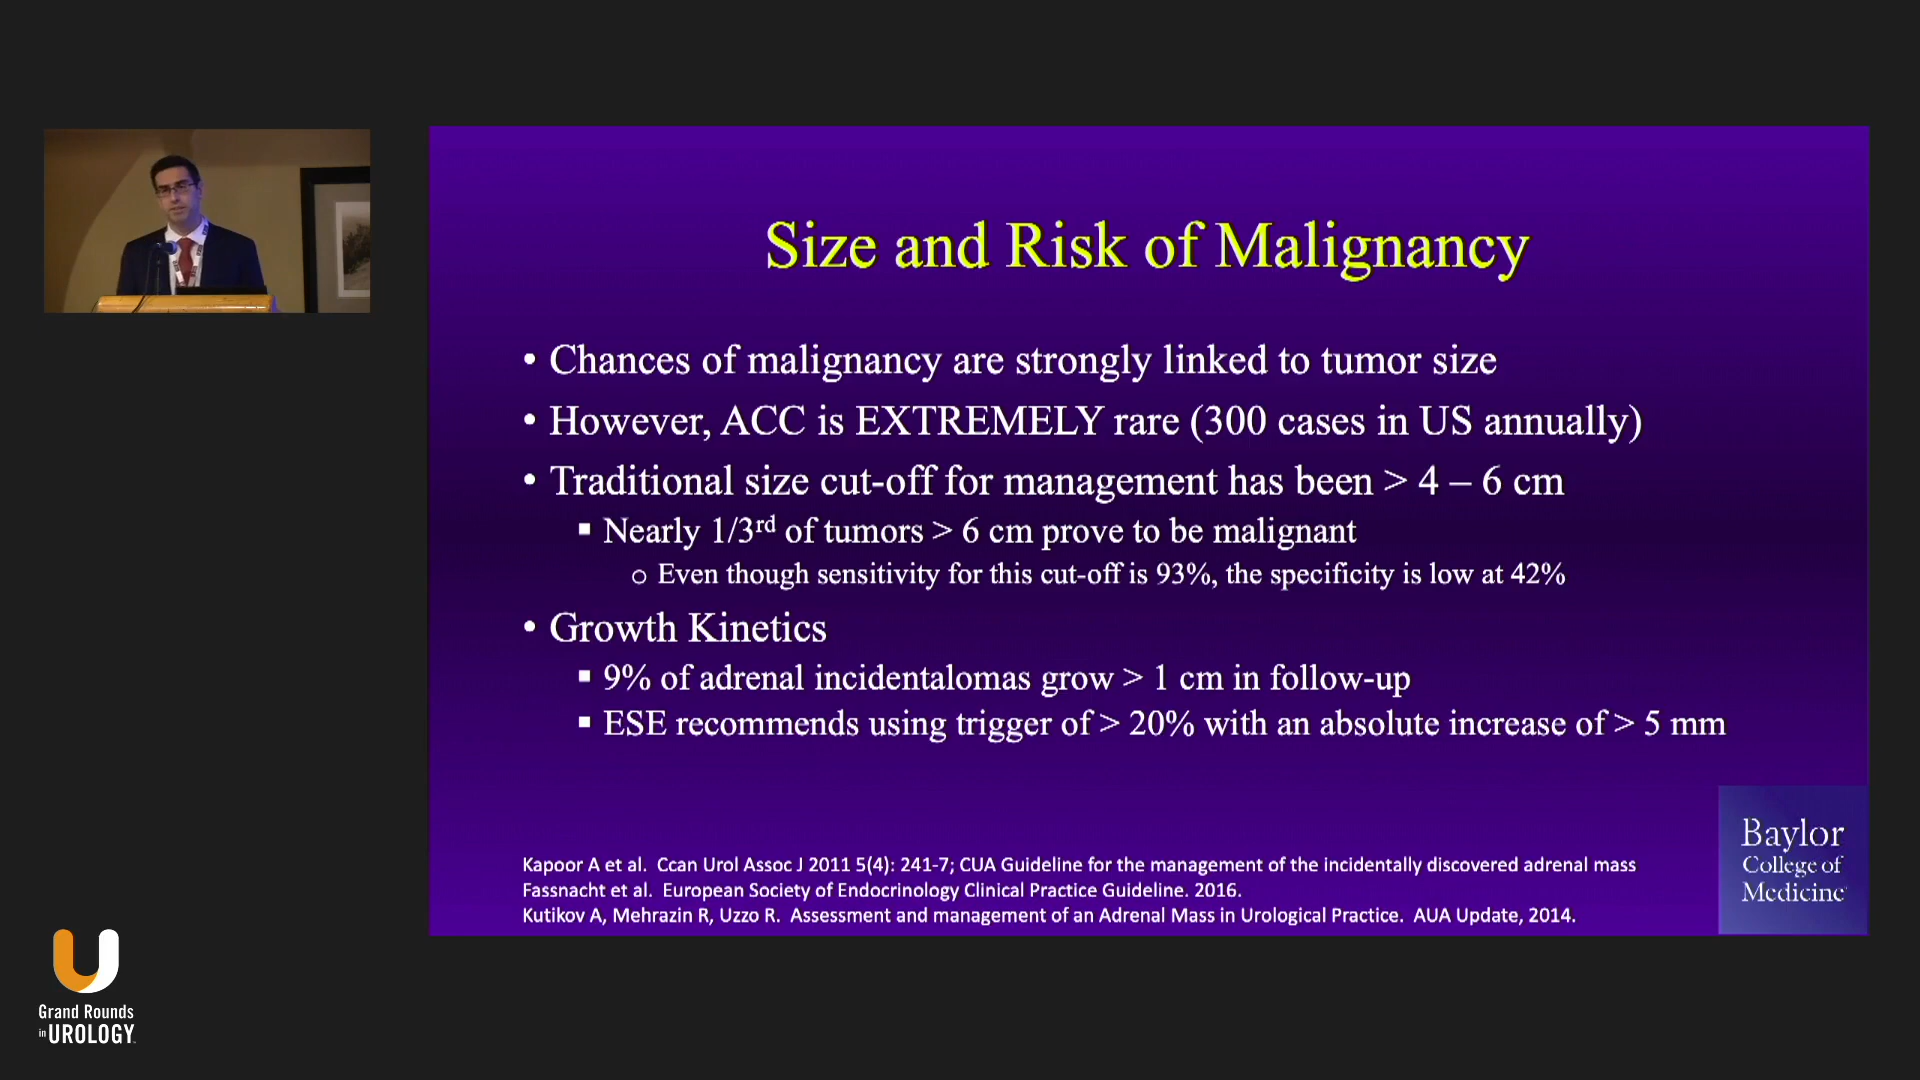 Size and Risk of Malignancy
• Chances of malignancy are strongly linked to tumor size
• However, ACC is EXTREMELY rare (300 cases in US annually)
• Traditional size cut-off for management has been > 4 – 6 cm
▪ Nearly 1/3rd of tumors > 6 cm prove to be malignant
○ Even though sensitivity for this cut-off is 93%, the specificity is low at 42%
• Growth Kinetics
▪ 9% of adrenal incidentalomas grow > 1 cm in follow-up
▪ ESE recommends using trigger of > 20% with an absolute increase of > 5 mm
Kapoor A et al. Ccan Urol Assoc J 2011 5(4): 241-7; CUA Guideline for the management of the incidentally discovered adrenal mass
Fassnacht et al. European Society of Endocrinology Clinical Practice Guideline. 2016.
Kutikov A, Mehrazin R, Uzzo R. Assessment and management of an Adrenal Mass in Urological Practice. AUA Update, 2014.
Baylor
College of
Medicine
Grand Rounds
in UROLOGY